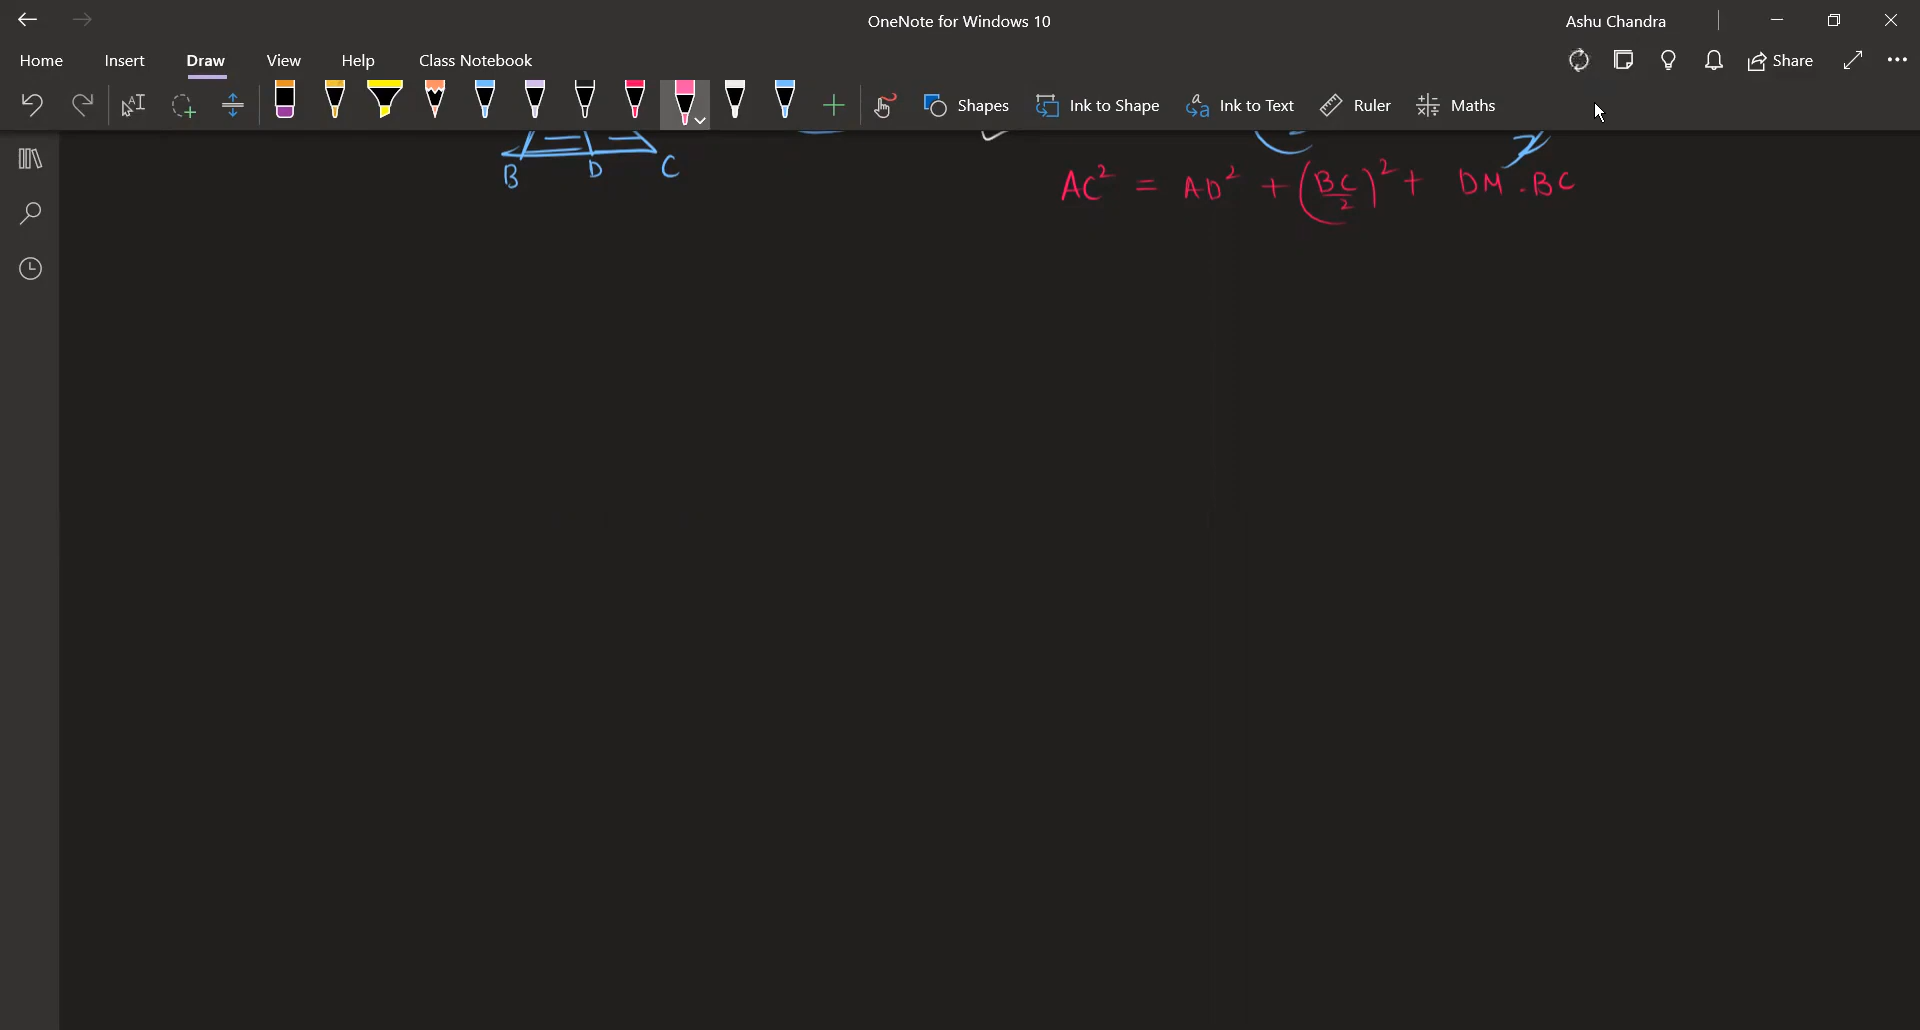 OneNote for Windows 10
Ashu Chandra
Home Insert Draw View Help Class Notebook
Share
Shapes Ink to Shape Ink to Text Ruler Maths
B D C
AC² = AD² + (BC/2)² + DM . BC